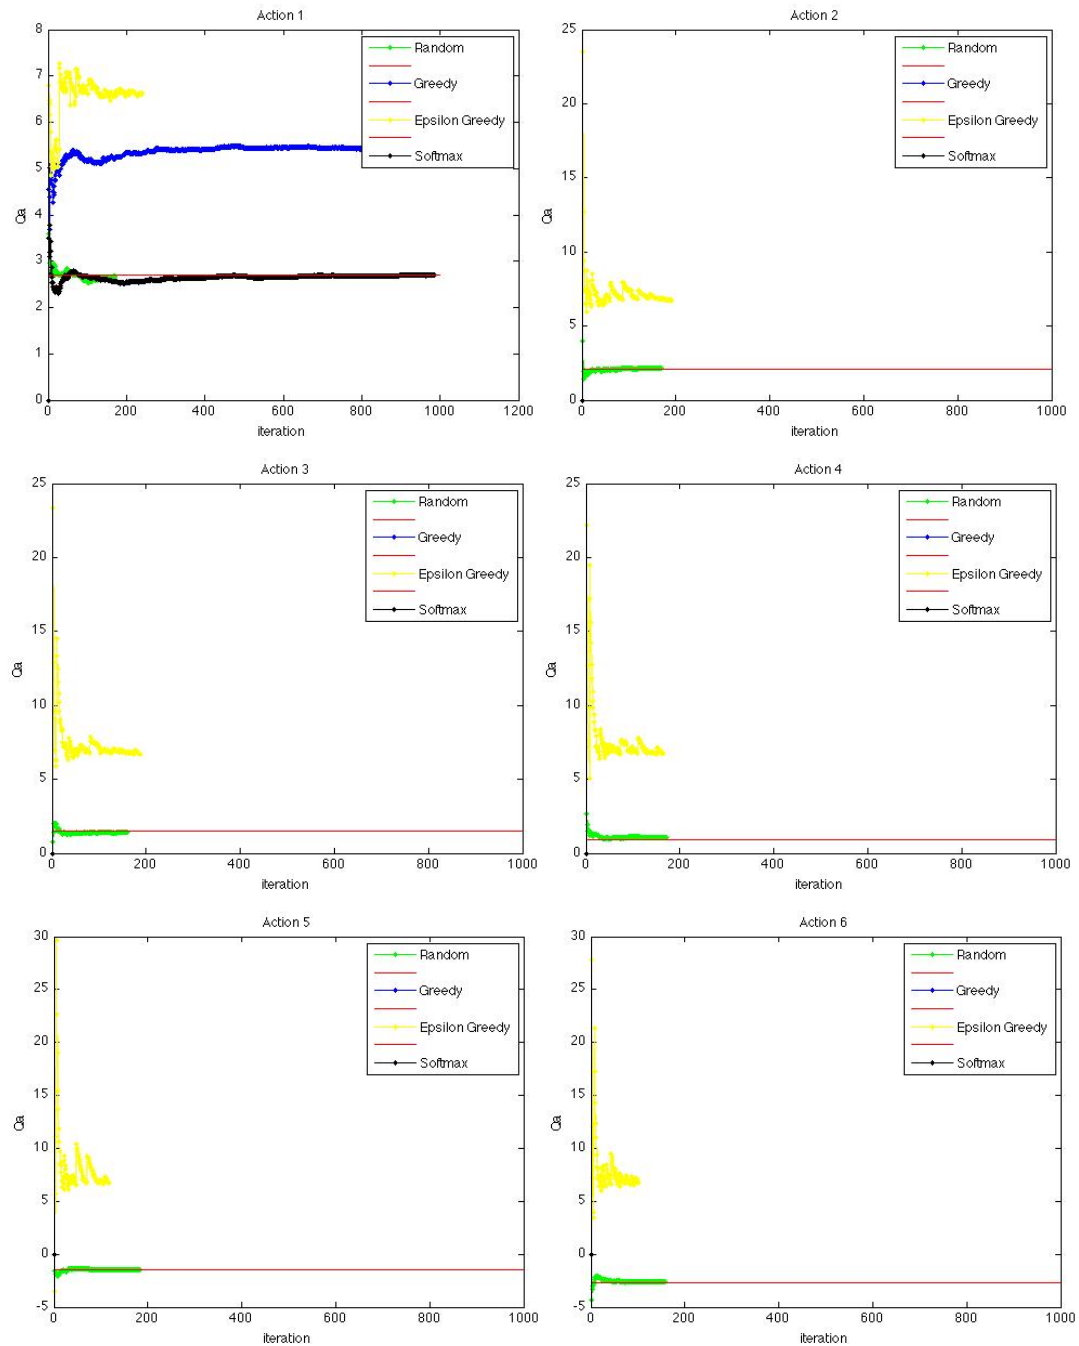 Action 1
8
7
6
5
4
3
2
1
0
Qa
0 200 400 600 800 1000 1200
iteration
Random
Greedy
Epsilon Greedy
Softmax
Action 2
25
20
15
10
5
0
Qa
0 200 400 600 800 1000
iteration
Random
Greedy
Epsilon Greedy
Softmax
Action 3
25
20
15
10
5
0
Qa
0 200 400 600 800 1000
iteration
Random
Greedy
Epsilon Greedy
Softmax
Action 4
25
20
15
10
5
0
Qa
0 200 400 600 800 1000
iteration
Random
Greedy
Epsilon Greedy
Softmax
Action 5
30
25
20
15
10
5
0
-5
Qa
0 200 400 600 800 1000
iteration
Random
Greedy
Epsilon Greedy
Softmax
Action 6
30
25
20
15
10
5
0
-5
Qa
0 200 400 600 800 1000
iteration
Random
Greedy
Epsilon Greedy
Softmax